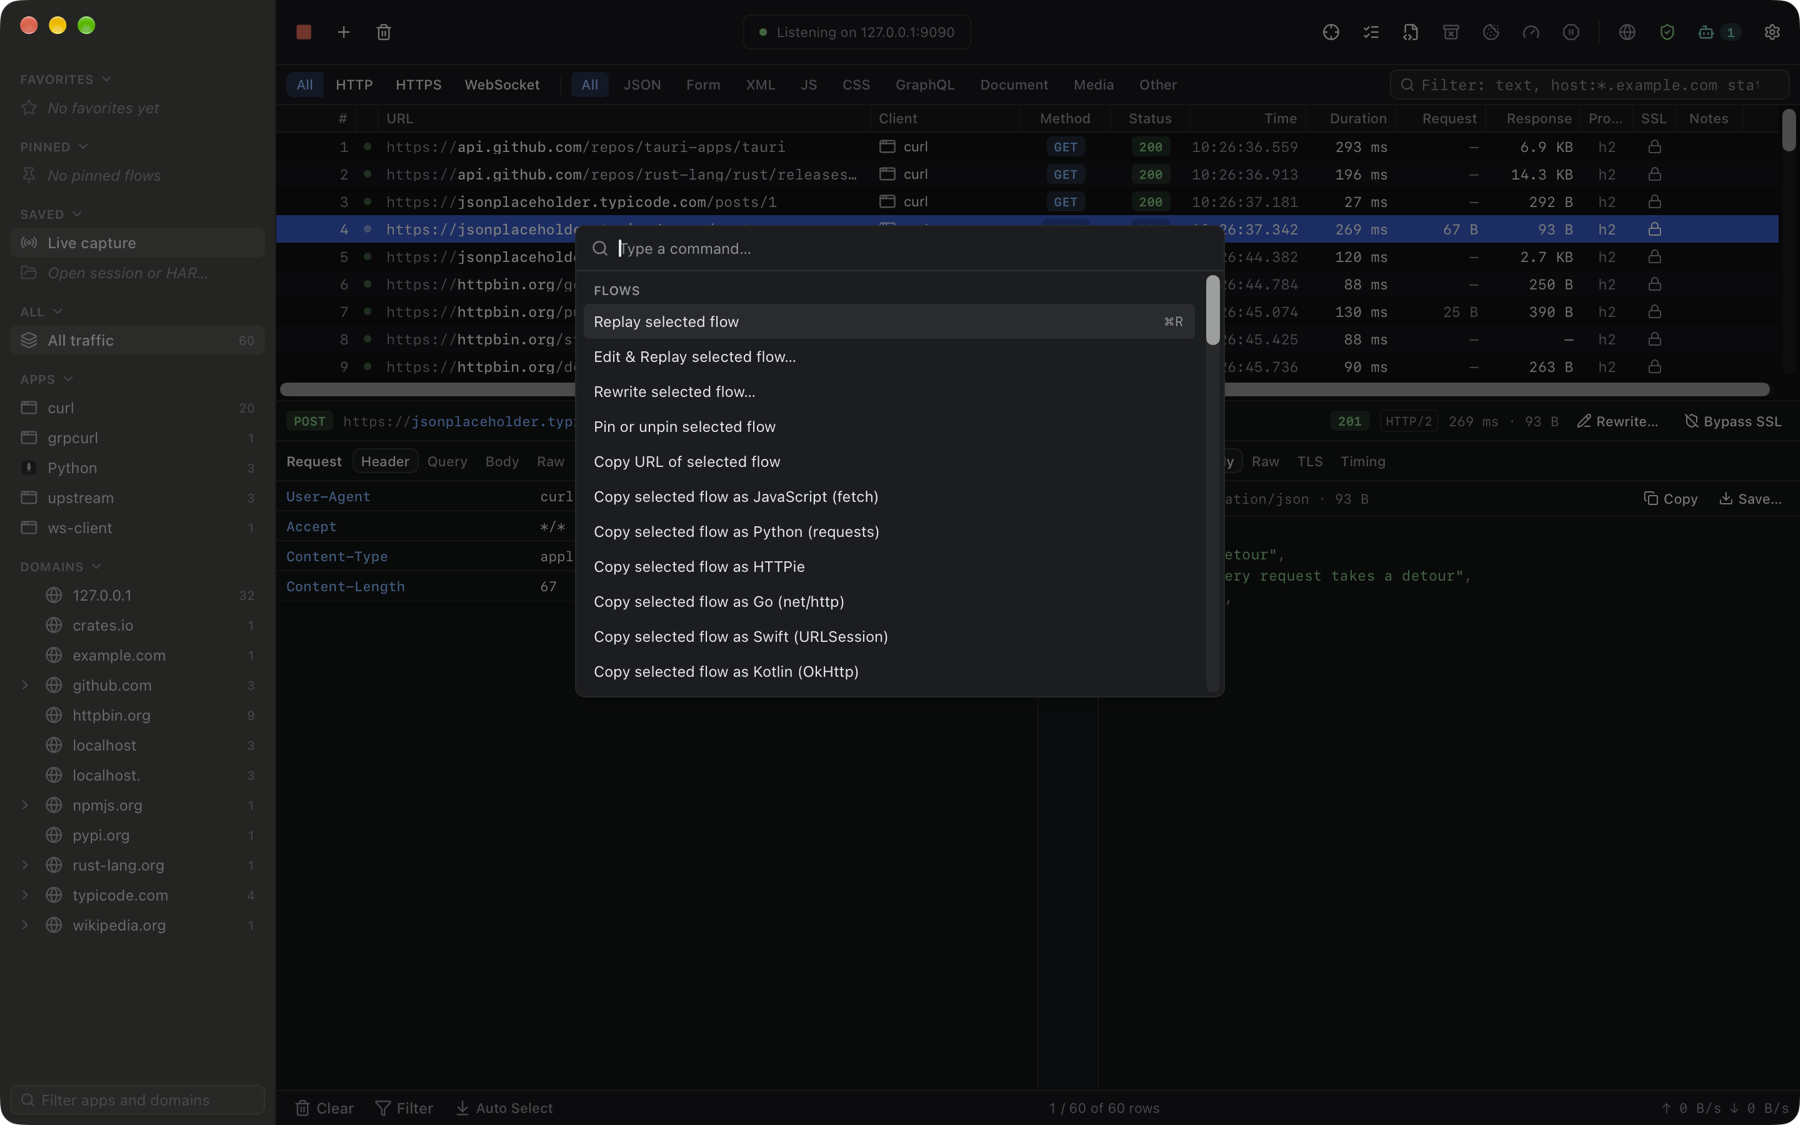 Listening on 127.0.0.1:9090
1
FAVORITES
No favorites yet
PINNED
No pinned flows
SAVED
Live capture
Open session or HAR...
ALL
All traffic 60
APPS
curl 20
grpcurl 1
Python 3
upstream 3
ws-client 1
DOMAINS
127.0.0.1 32
crates.io 1
example.com 1
github.com 3
httpbin.org 9
localhost 3
localhost. 3
npmjs.org 1
pypi.org 1
rust-lang.org 1
typicode.com 4
wikipedia.org 1
Filter apps and domains
All HTTP HTTPS WebSocket All JSON Form XML JS CSS GraphQL Document Media Other
Filter: text, host:*.example.com
# URL Client Method Status Time Duration Request Response Pro... SSL Notes
1 https://api.github.com/repos/tauri-apps/tauri curl GET 200 10:26:36.559 293 ms — 6.9 KB h2
2 https://api.github.com/repos/rust-lang/rust/releases… curl GET 200 10:26:36.913 196 ms — 14.3 KB h2
3 https://jsonplaceholder.typicode.com/posts/1 curl GET 200 10:26:37.181 27 ms — 292 B h2
4 https://jsonplaceholde 26:37.342 269 ms 67 B 93 B h2
5 https://jsonplaceholde 26:44.382 120 ms — 2.7 KB h2
6 https://httpbin.org/g 26:44.784 88 ms — 250 B h2
7 https://httpbin.org/p 26:45.074 130 ms 25 B 390 B h2
8 https://httpbin.org/s 26:45.425 88 ms — — h2
9 https://httpbin.org/d 26:45.736 90 ms — 263 B h2
Type a command...
FLOWS
Replay selected flow ⌘R
Edit & Replay selected flow...
Rewrite selected flow...
Pin or unpin selected flow
Copy URL of selected flow
Copy selected flow as JavaScript (fetch)
Copy selected flow as Python (requests)
Copy selected flow as HTTPie
Copy selected flow as Go (net/http)
Copy selected flow as Swift (URLSession)
Copy selected flow as Kotlin (OkHttp)
POST https://jsonplaceholder.typ 201 HTTP/2 269 ms · 93 B Rewrite... Bypass SSL
Request Header Query Body Raw
User-Agent curl
Accept */*
Content-Type appl
Content-Length 67
y Raw TLS Timing
ation/json · 93 B Copy Save...
etour",
ery request takes a detour",
,
Clear Filter Auto Select
1 / 60 of 60 rows
↑ 0 B/s ↓ 0 B/s